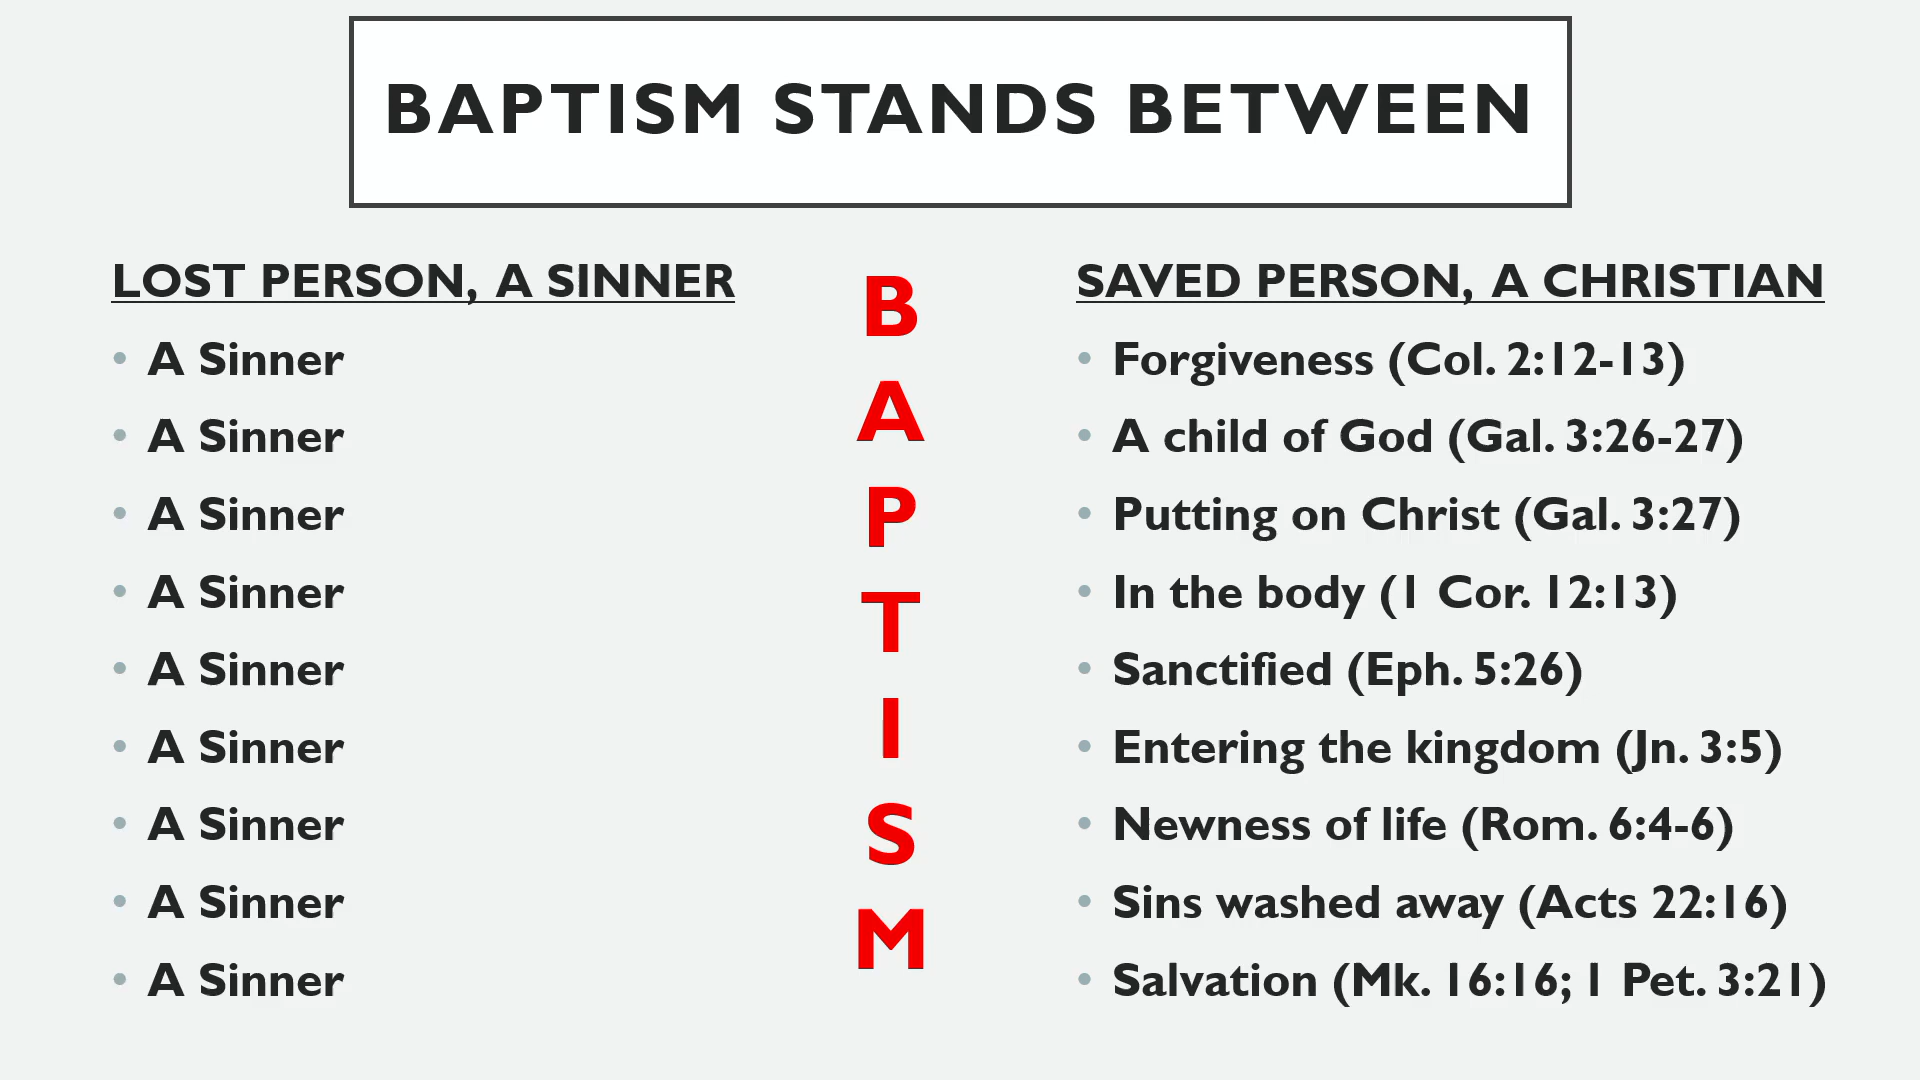 BAPTISM STANDS BETWEEN
LOST PERSON, A SINNER
• A Sinner
• A Sinner
• A Sinner
• A Sinner
• A Sinner
• A Sinner
• A Sinner
• A Sinner
• A Sinner
B
A
P
T
I
S
M
SAVED PERSON, A CHRISTIAN
• Forgiveness (Col. 2:12-13)
• A child of God (Gal. 3:26-27)
• Putting on Christ (Gal. 3:27)
• In the body (1 Cor. 12:13)
• Sanctified (Eph. 5:26)
• Entering the kingdom (Jn. 3:5)
• Newness of life (Rom. 6:4-6)
• Sins washed away (Acts 22:16)
• Salvation (Mk. 16:16; 1 Pet. 3:21)